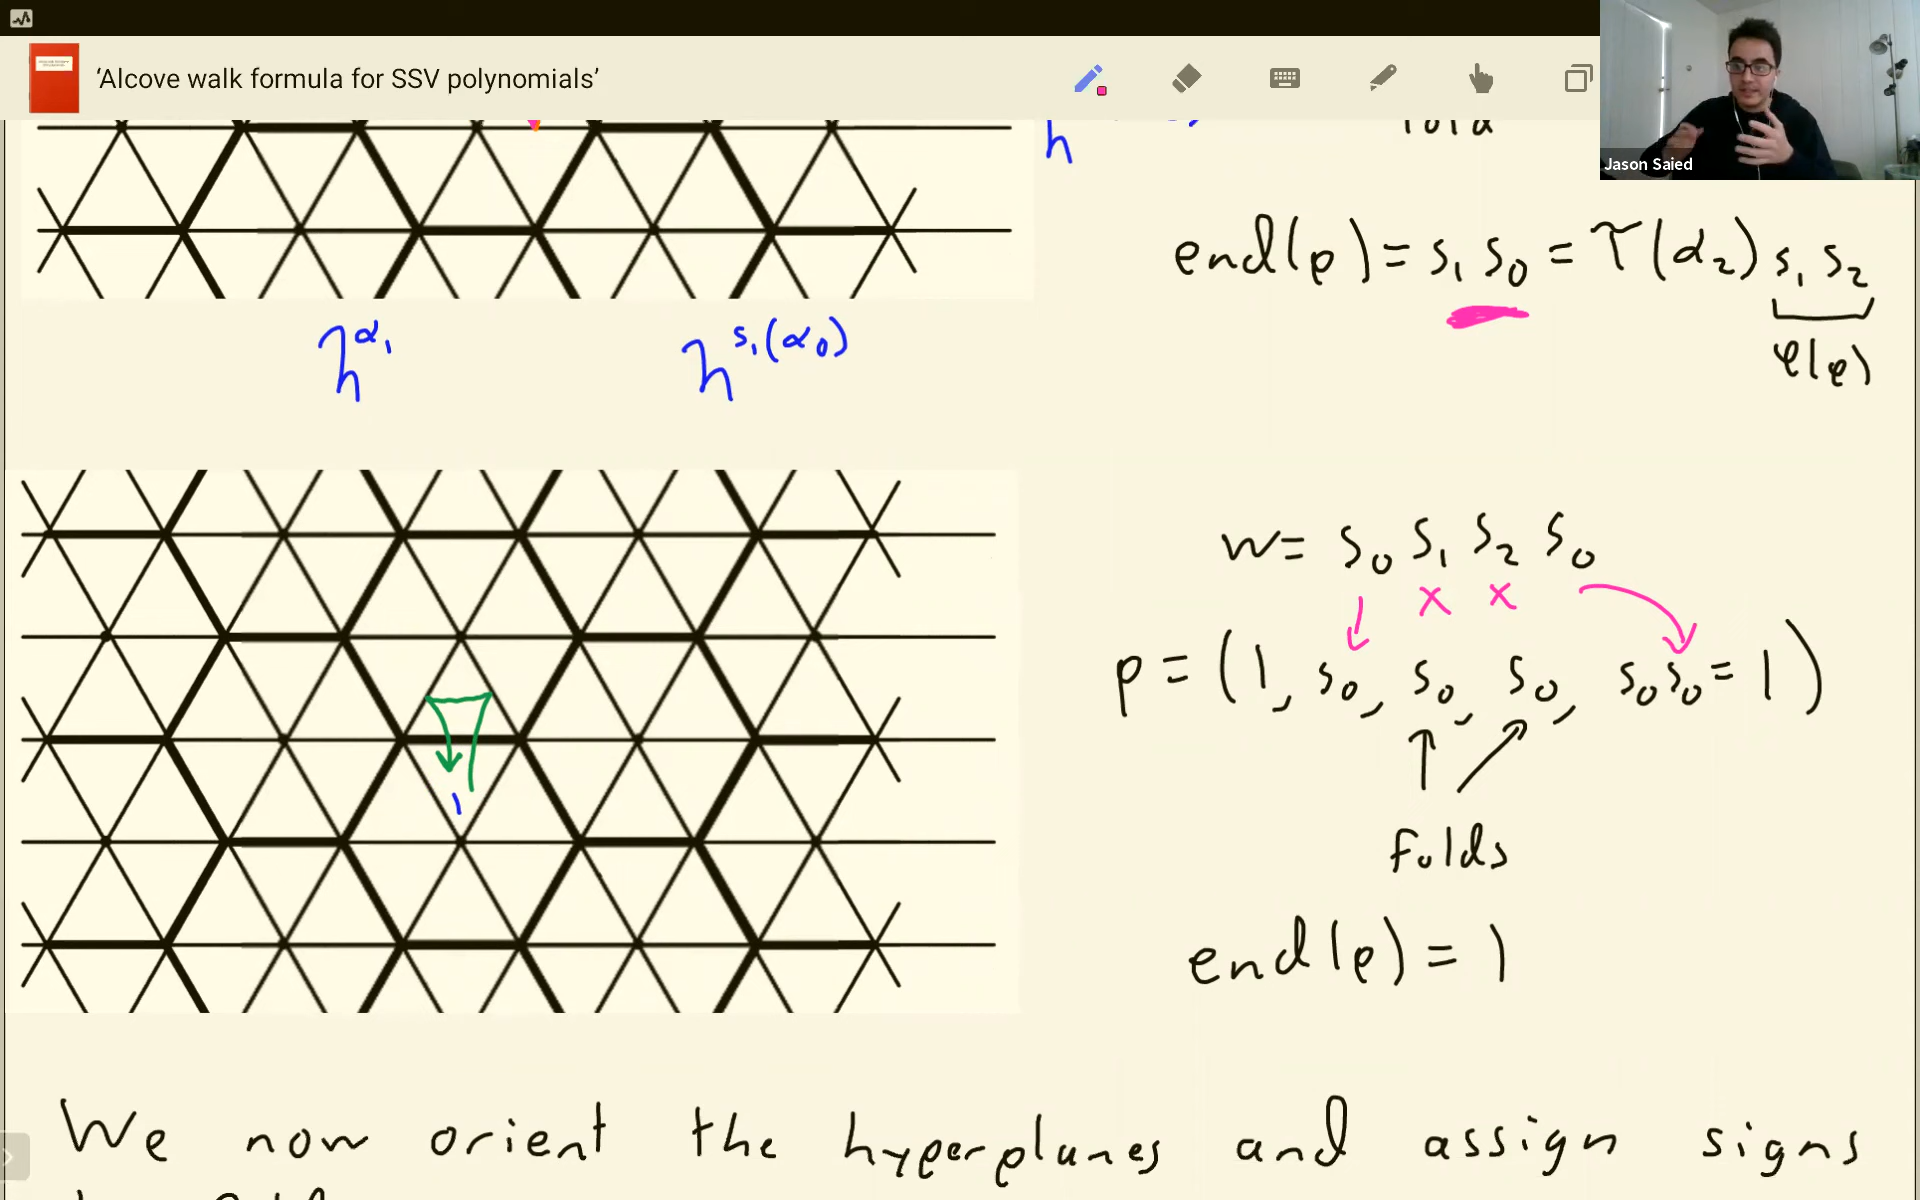 'Alcove walk formula for SSV polynomials'
Jason Saied
h
fold
end(p) = s₁ s₀ = τ(α₂) s₁ s₂
φ(p)
h^α₁
h^s₁(α₀)
w = s₀ s₁ s₂ s₀
x x
p = (1, s₀, s₀, s₀, s₀s₀ = 1)
1
folds
end(p) = 1
We now orient the hyperplanes and assign signs